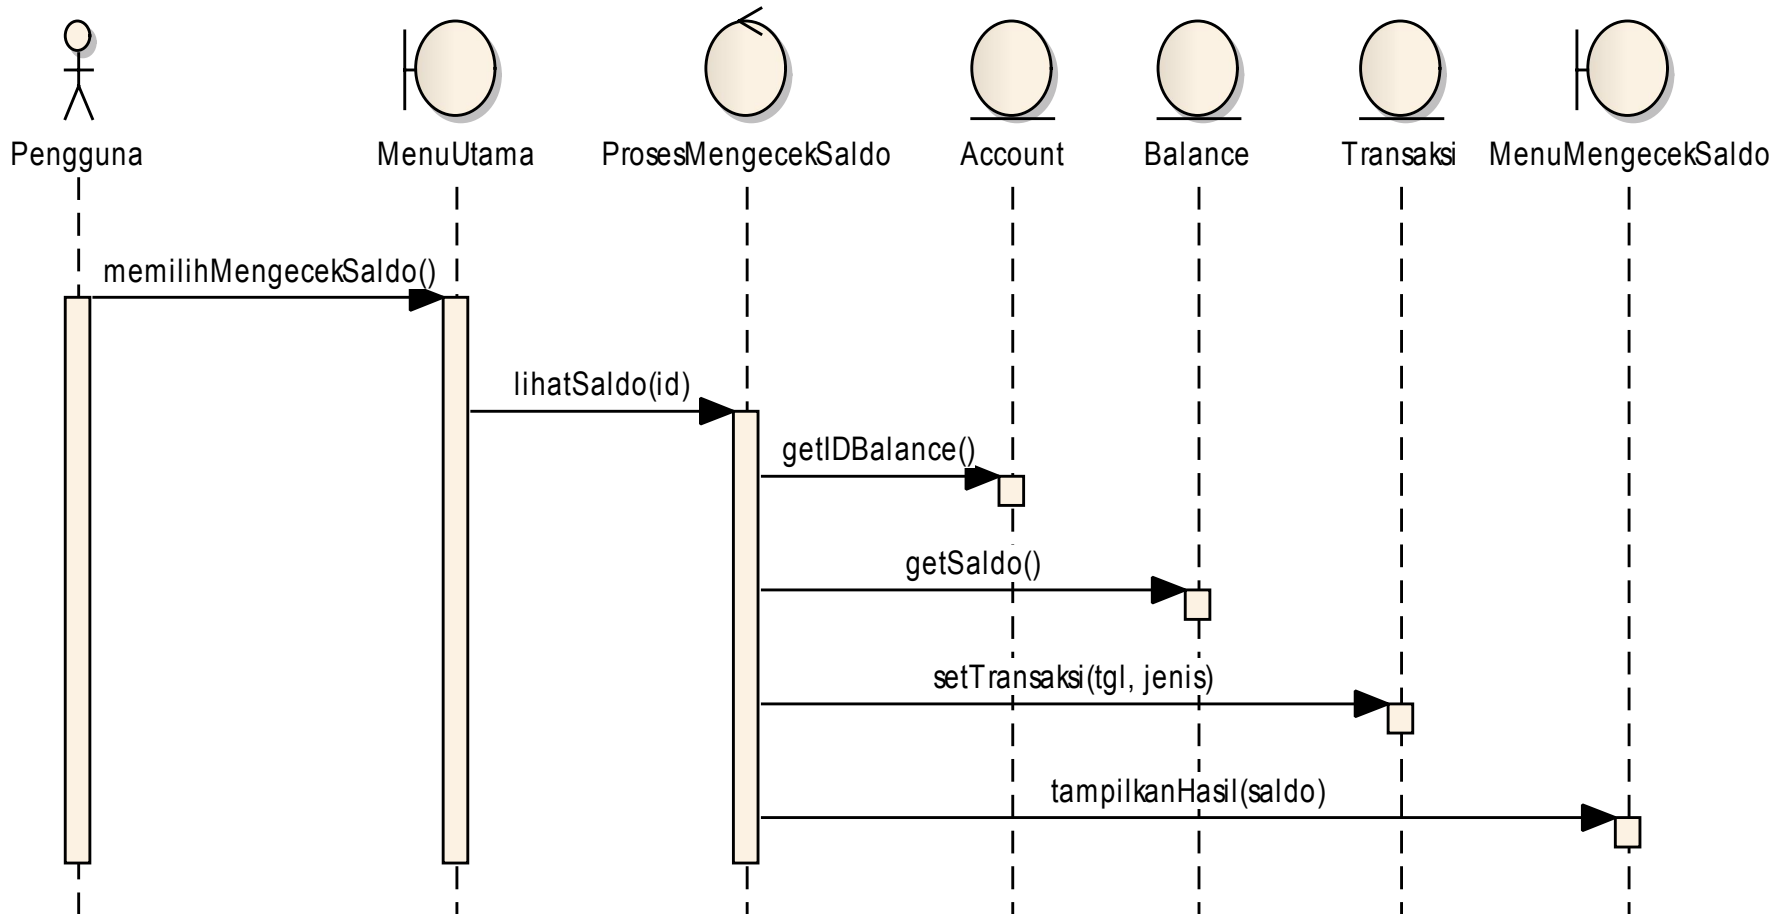 Pengguna
MenuUtama
ProsesMengecekSaldo
Account
Balance
Transaksi
MenuMengecekSaldo
memilihMengecekSaldo()
lihatSaldo(id)
getIDBalance()
getSaldo()
setTransaksi(tgl, jenis)
tampilkanHasil(saldo)